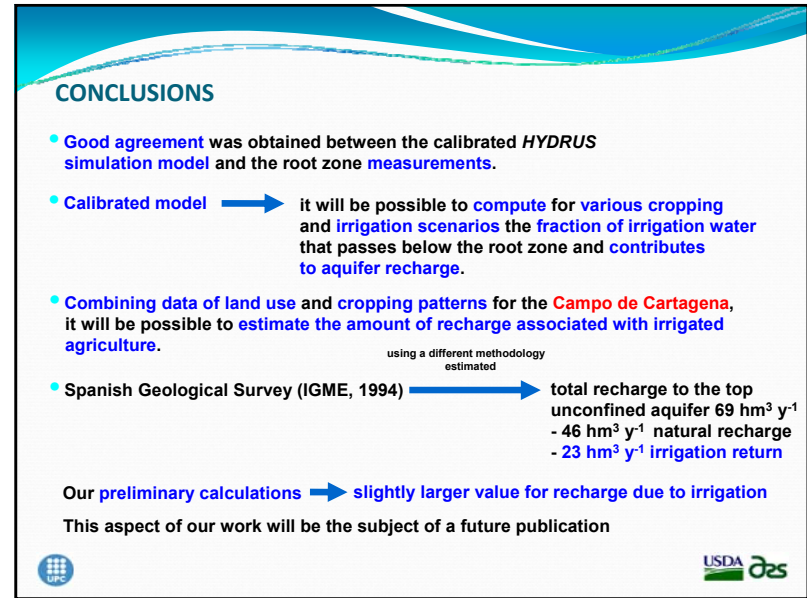 CONCLUSIONS
Good agreement was obtained between the calibrated HYDRUS
simulation model and the root zone measurements.
Calibrated model
it will be possible to compute for various cropping
and irrigation scenarios the fraction of irrigation water
that passes below the root zone and contributes
to aquifer recharge.
Combining data of land use and cropping patterns for the Campo de Cartagena,
it will be possible to estimate the amount of recharge associated with irrigated
agriculture.
using a different methodology
estimated
Spanish Geological Survey (IGME, 1994)
total recharge to the top
unconfined aquifer 69 hm³ y⁻¹
- 46 hm³ y⁻¹ natural recharge
- 23 hm³ y⁻¹ irrigation return
Our preliminary calculations
slightly larger value for recharge due to irrigation
This aspect of our work will be the subject of a future publication
UPC
USDA ars